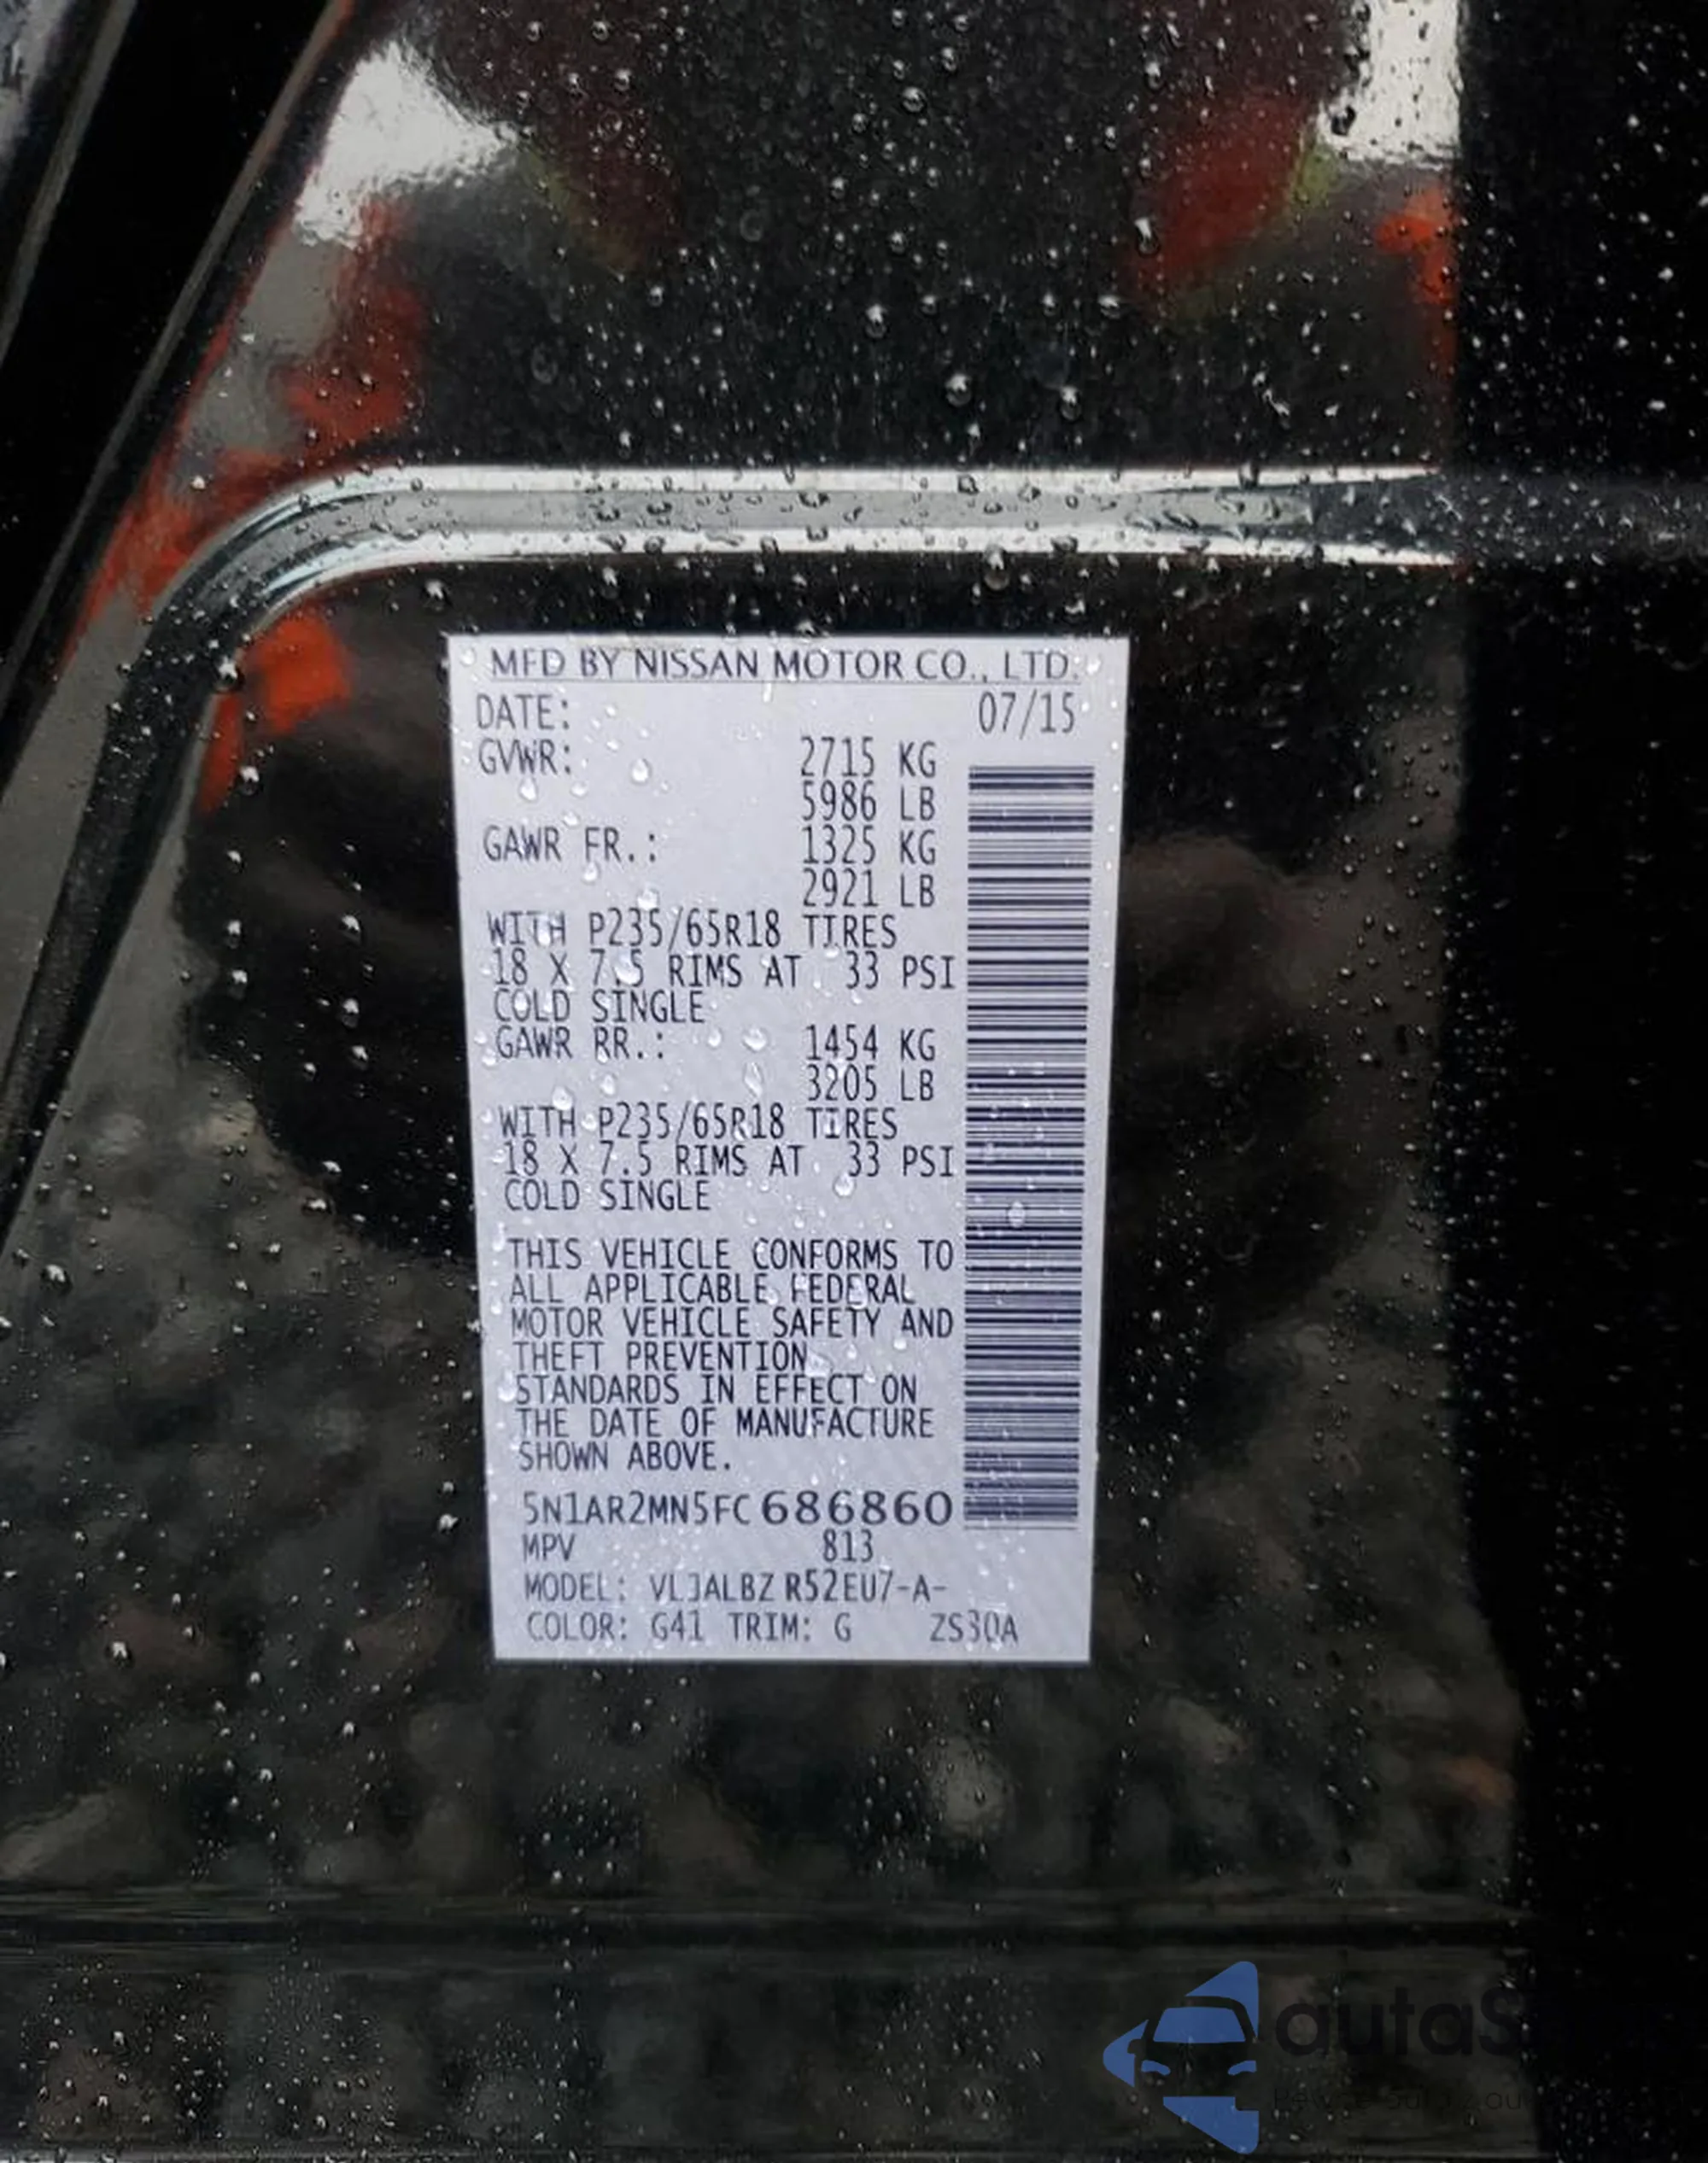 MFD BY NISSAN MOTOR CO., LTD.
DATE: 07/15
GVWR: 2715 KG
5986 LB
GAWR FR.: 1325 KG
2921 LB
WITH P235/65R18 TIRES
18 X 7.5 RIMS AT 33 PSI
COLD SINGLE
GAWR RR.: 1454 KG
3205 LB
WITH P235/65R18 TIRES
18 X 7.5 RIMS AT 33 PSI
COLD SINGLE
THIS VEHICLE CONFORMS TO
ALL APPLICABLE FEDERAL
MOTOR VEHICLE SAFETY AND
THEFT PREVENTION
STANDARDS IN EFFECT ON
THE DATE OF MANUFACTURE
SHOWN ABOVE.
5N1AR2MN5FC686860
MPV 813
MODEL: R52EU7-A-
COLOR: G41 TRIM: G ZS30A
autaS